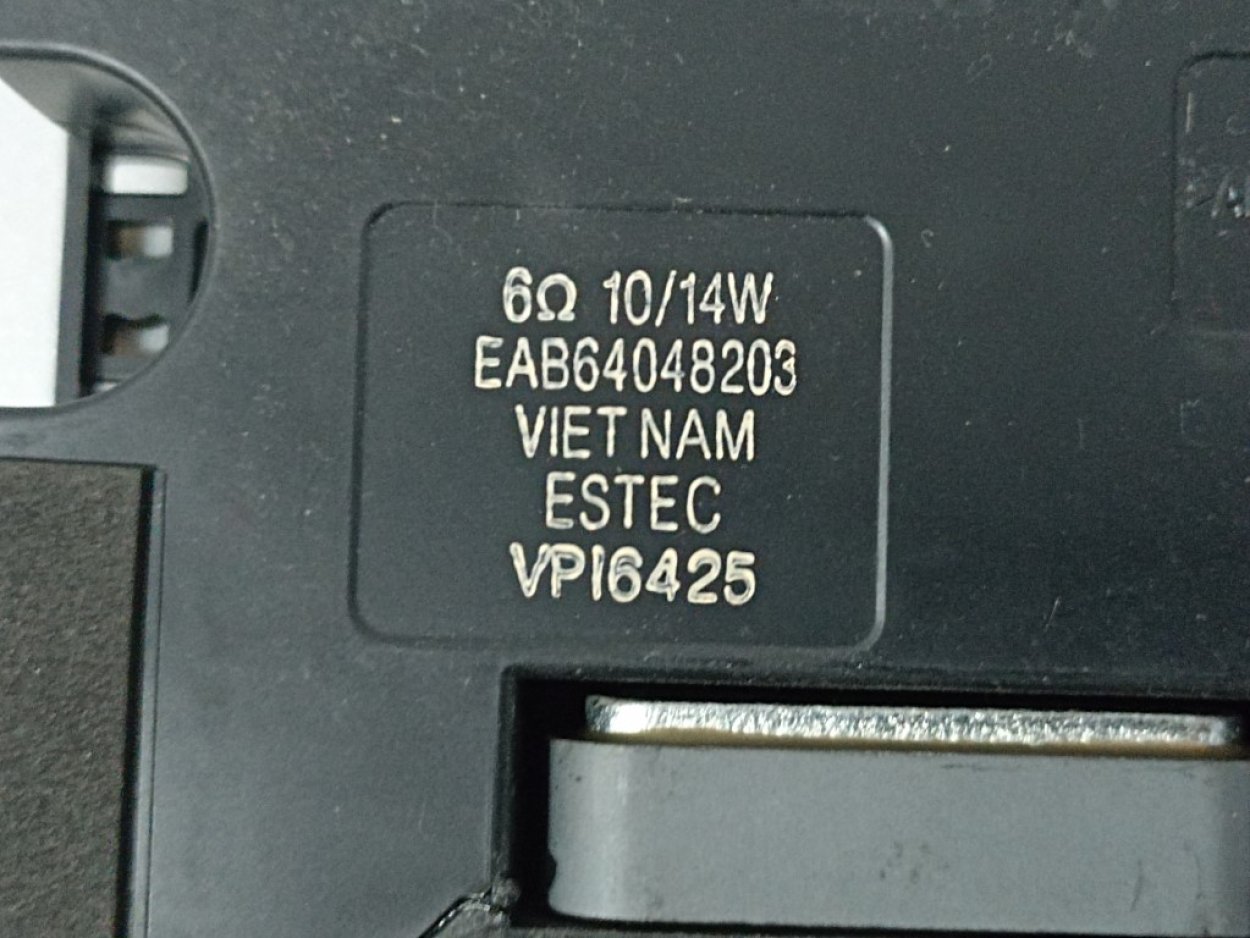 6Ω 10/14W
EAB64048203
VIET NAM
ESTEC
VPI6425